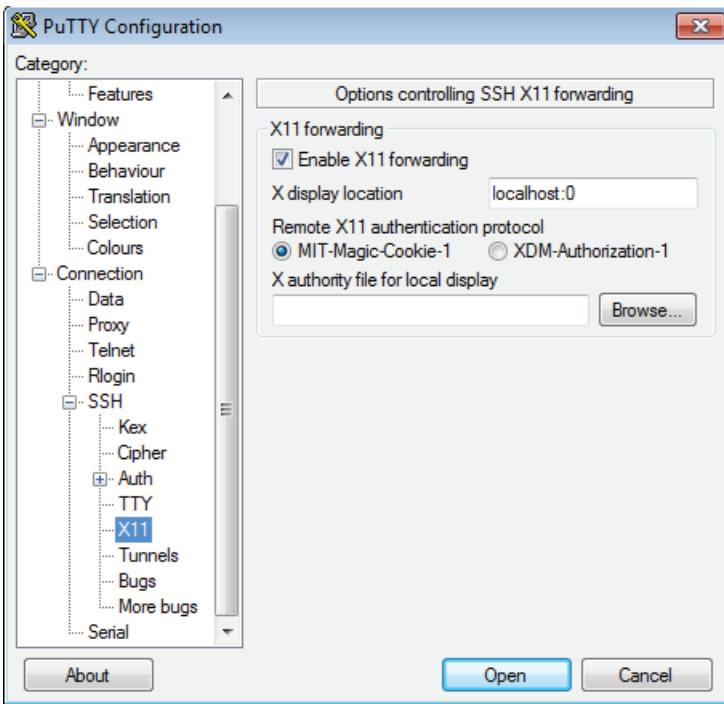 PuTTY Configuration
Category:
Features
Window
Appearance
Behaviour
Translation
Selection
Colours
Connection
Data
Proxy
Telnet
Rlogin
SSH
Kex
Cipher
Auth
TTY
X11
Tunnels
Bugs
More bugs
Serial
Options controlling SSH X11 forwarding
X11 forwarding
Enable X11 forwarding
X display location localhost:0
Remote X11 authentication protocol
MIT-Magic-Cookie-1 XDM-Authorization-1
X authority file for local display
Browse...
About Open Cancel